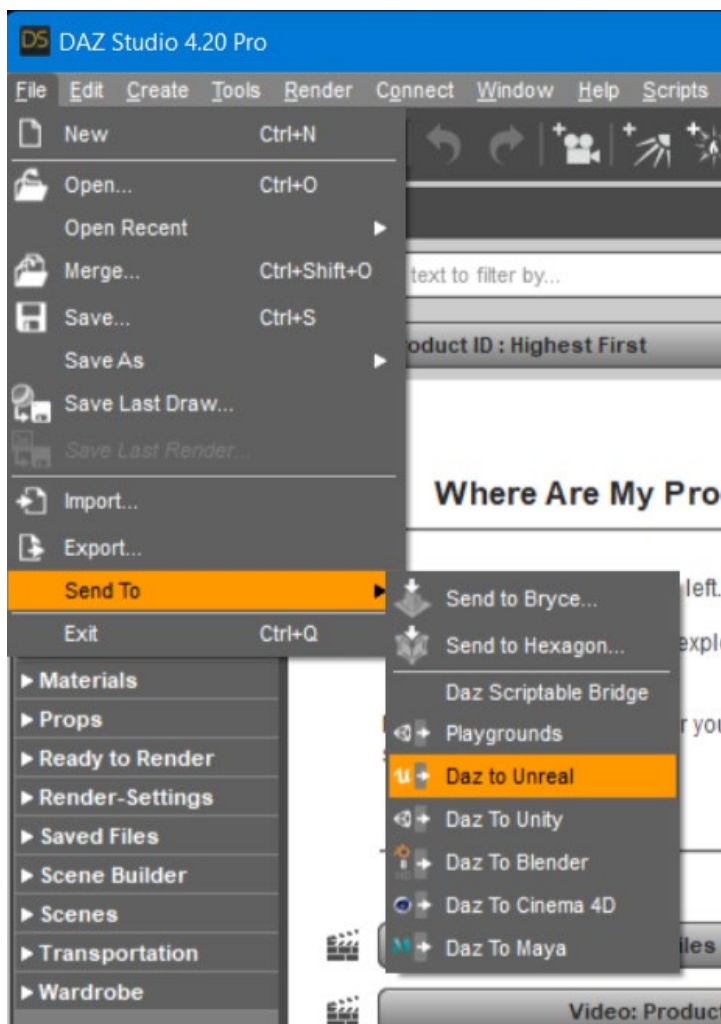 DS DAZ Studio 4.20 Pro
File Edit Create Tools Render Connect Window Help Scripts
New Ctrl+N
Open... Ctrl+O
Open Recent
Merge... Ctrl+Shift+O
text to filter by...
Save... Ctrl+S
oduct ID : Highest First
Save As
Save Last Draw...
Save Last Render...
Where Are My Pro
Import...
Export...
Send To
left.
Send to Bryce...
Exit Ctrl+Q
Send to Hexagon...
expl
Materials
Daz Scriptable Bridge
Props
Playgrounds
r you
Ready to Render
Daz to Unreal
Render-Settings
Daz To Unity
Saved Files
Daz To Blender
Scene Builder
Daz To Cinema 4D
Scenes
Daz To Maya
iles
Transportation
Wardrobe
Video: Product